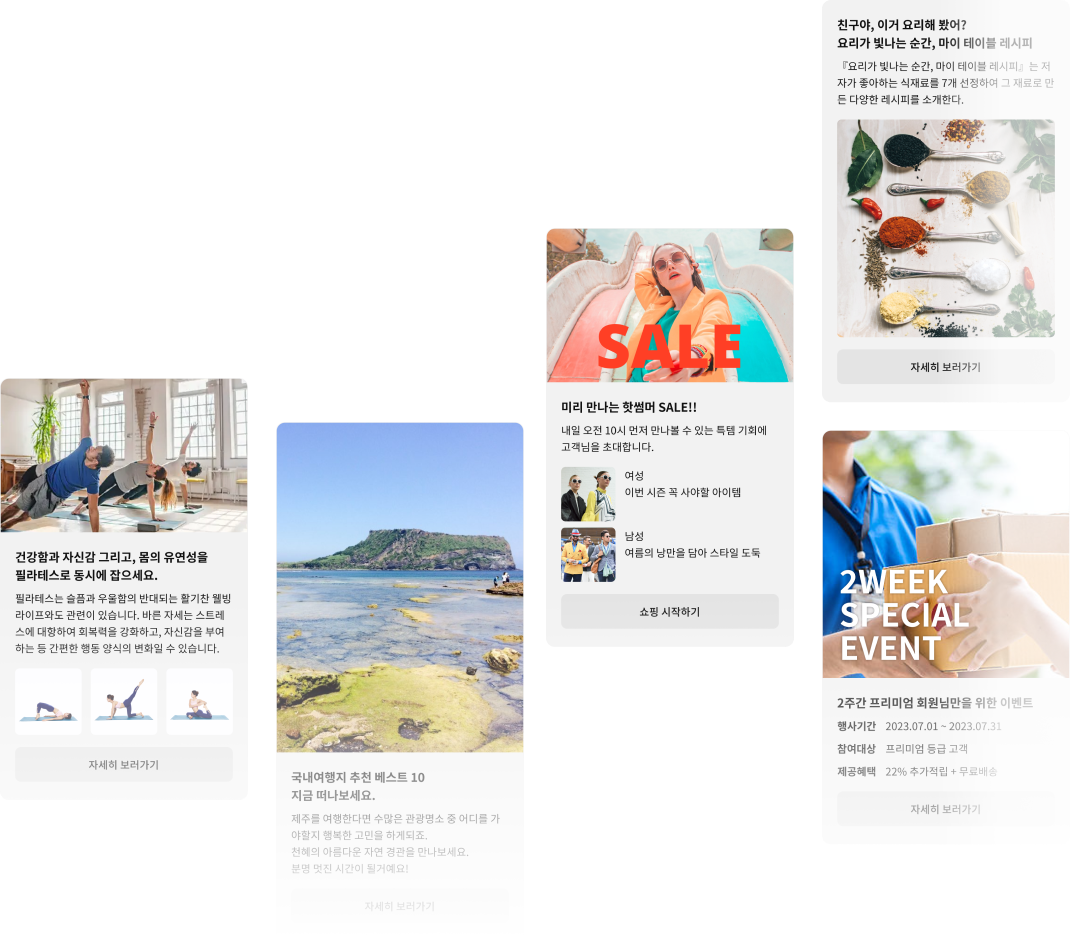 건강함과 자신감 그리고, 몸의 유연성을
필라테스로 동시에 잡으세요.
필라테스는 슬픔과 우울함의 반대되는 활기찬 웰빙
라이프와도 관련이 있습니다. 바른 자세는 스트레
스에 대항하여 회복력을 강화하고, 자신감을 부여
하는 등 간편한 행동 양식의 변화일 수 있습니다.
자세히 보러가기
국내여행지 추천 베스트 10
지금 떠나보세요.
제주를 여행한다면 수많은 관광명소 중 어디를 가
야할지 행복한 고민을 하게되죠.
천혜의 아름다운 자연 경관을 만나보세요.
분명 멋진 시간이 될거예요!
자세히 보러가기
SALE
미리 만나는 핫썸머 SALE!!
내일 오전 10시 먼저 만나볼 수 있는 특템 기회에
고객님을 초대합니다.
여성
이번 시즌 꼭 사야할 아이템
남성
여름의 낭만을 담아 스타일 도둑
쇼핑 시작하기
친구야, 이거 요리해 봤어?
요리가 빛나는 순간, 마이 테이블 레시피
『요리가 빛나는 순간, 마이 테이블 레시피』는 저
자가 좋아하는 식재료를 7개 선정하여 그 재료로 만
든 다양한 레시피를 소개한다.
자세히 보러가기
2WEEK
SPECIAL
EVENT
2주간 프리미엄 회원님만을 위한 이벤트
행사기간 2023.07.01 ~ 2023.07.31
참여대상 프리미엄 등급 고객
제공혜택 22% 추가적립 + 무료배송
자세히 보러가기